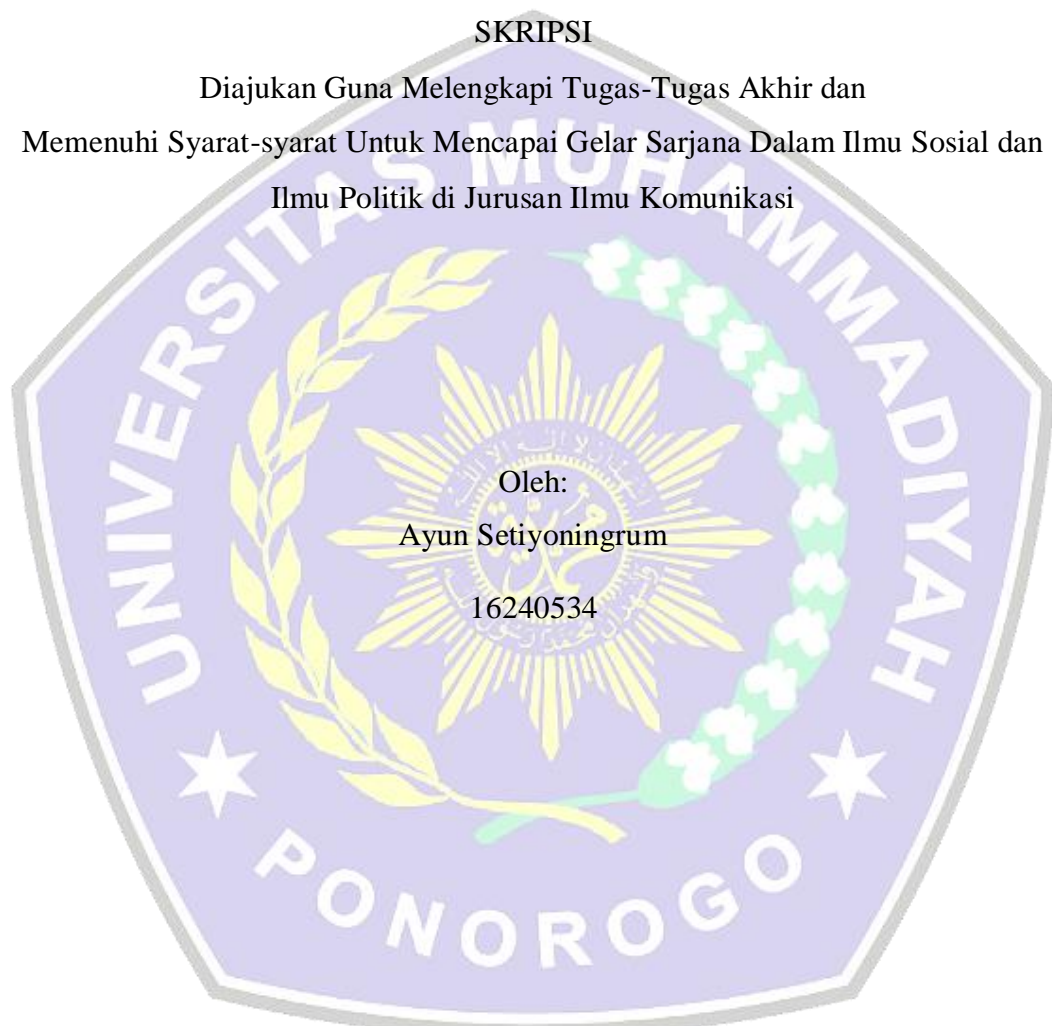 SKRIPSI
Diajukan Guna Melengkapi Tugas-Tugas Akhir dan
Memenuhi Syarat-syarat Untuk Mencapai Gelar Sarjana Dalam Ilmu Sosial dan
Ilmu Politik di Jurusan Ilmu Komunikasi
UNIVERSITAS MUHAMMADIYAH
Oleh:
Ayun Setiyoningrum
16240534
PONOROGO